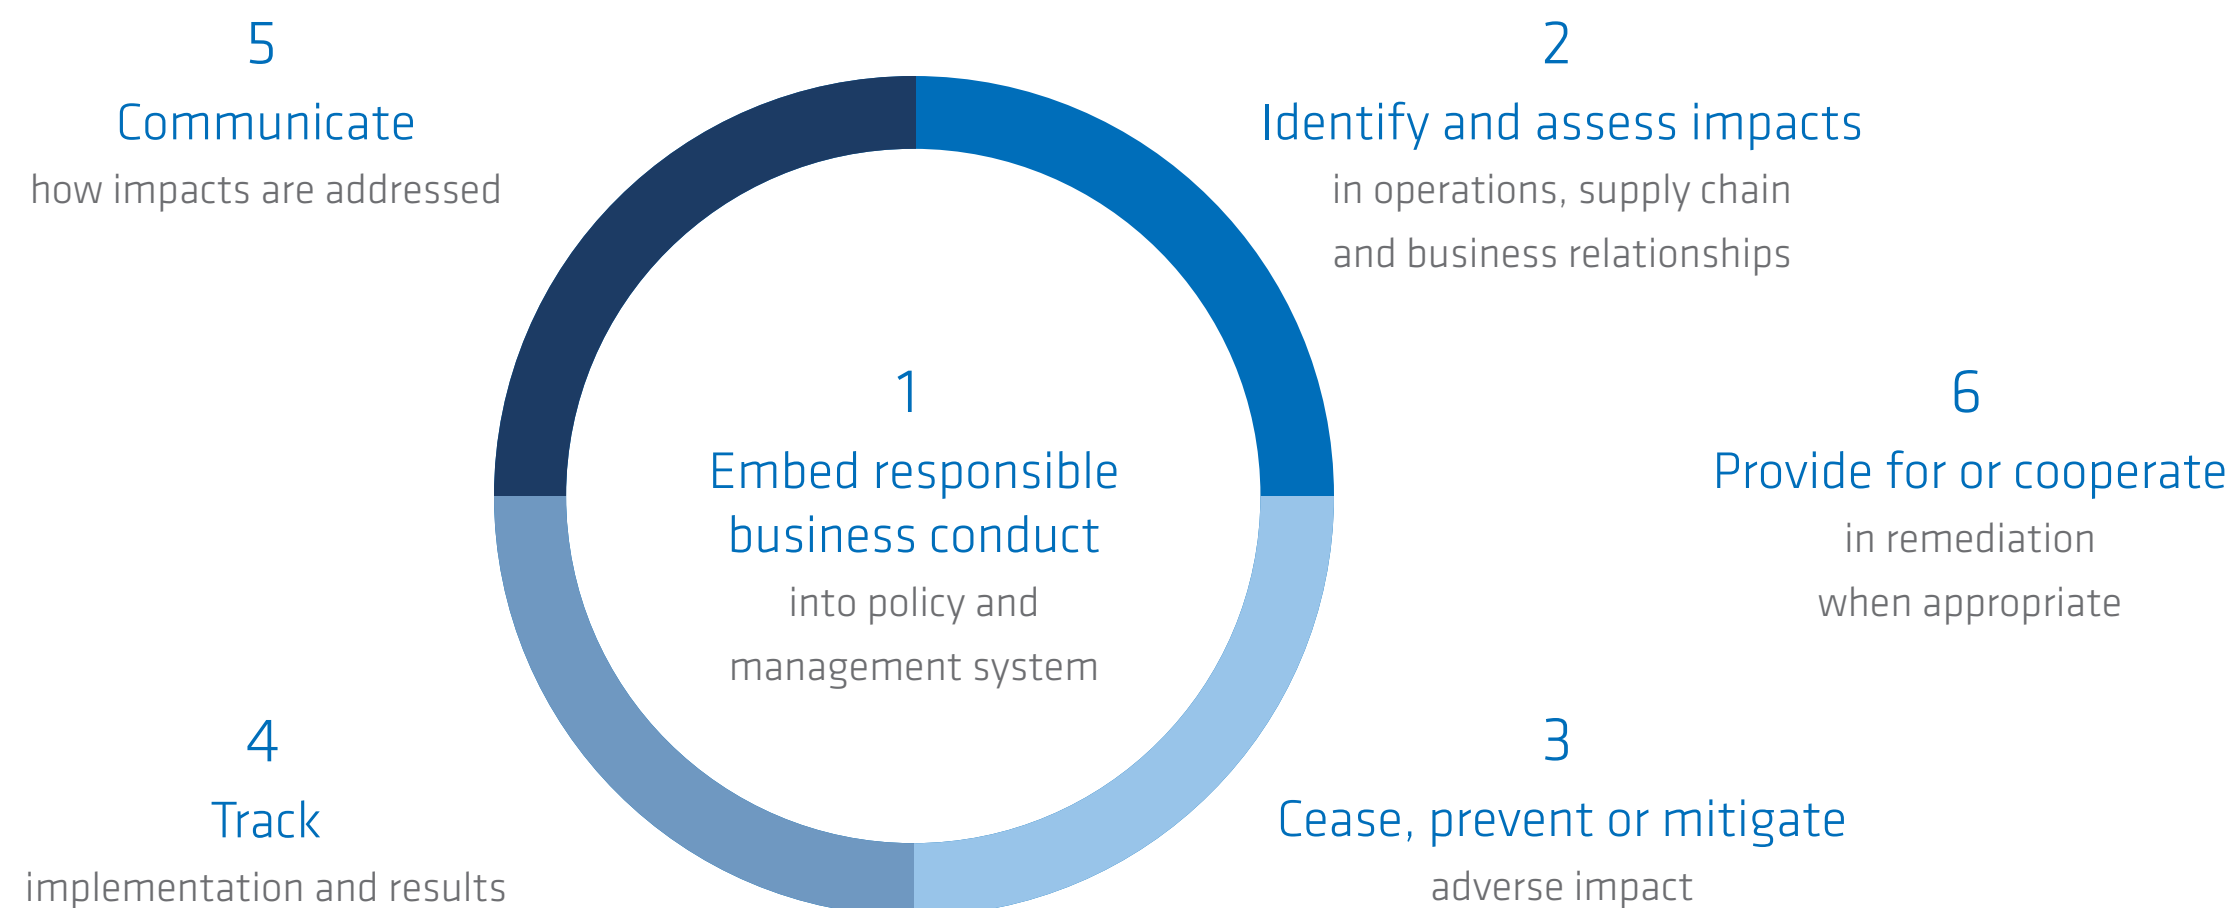 5
Communicate
how impacts are addressed
2
Identify and assess impacts
in operations, supply chain
and business relationships
1
Embed responsible
business conduct
into policy and
management system
6
Provide for or cooperate
in remediation
when appropriate
4
Track
implementation and results
3
Cease, prevent or mitigate
adverse impact